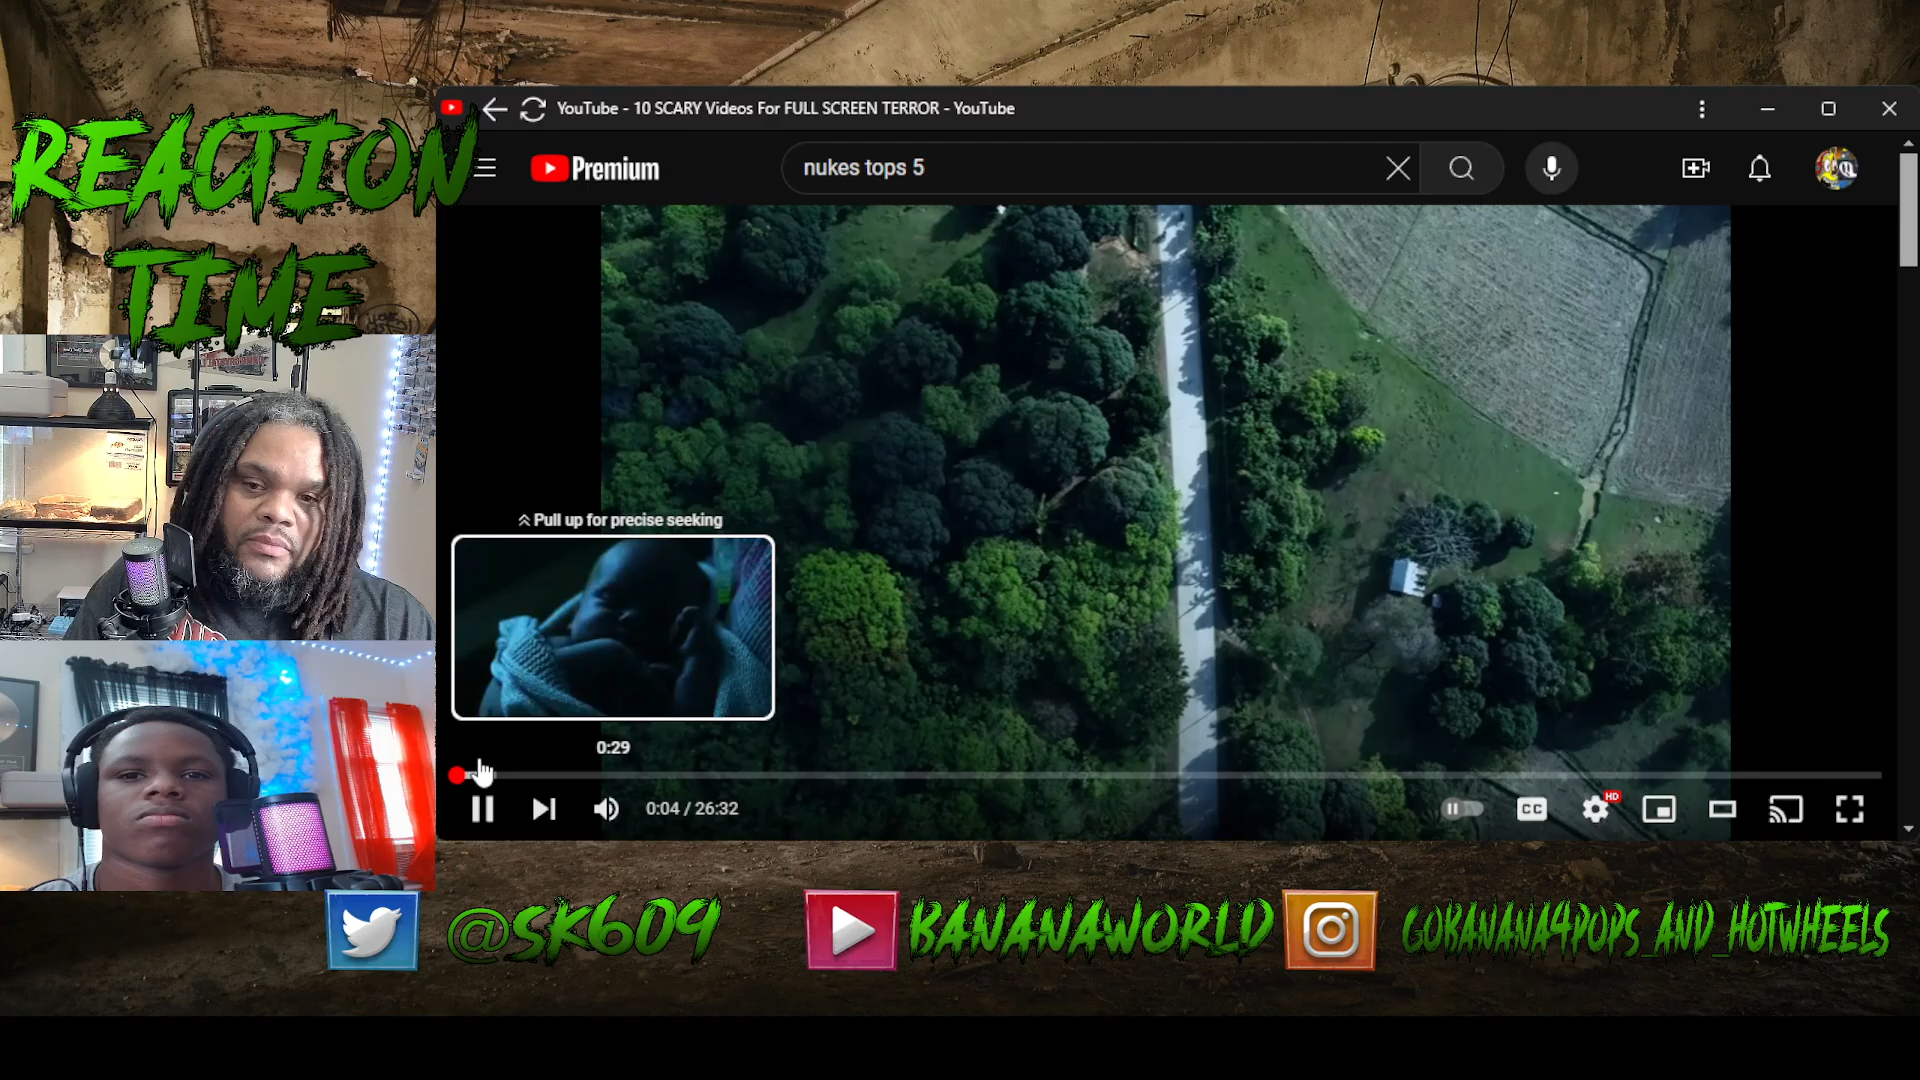 REACTION
TIME
YouTube - 10 SCARY Videos For FULL SCREEN TERROR - YouTube
Premium
nukes tops 5
Pull up for precise seeking
0:29
0:04 / 26:32
CC
HD
@SK609
BANANAWORLD
GOBANANA4POPS_AND_HOTWHEELS